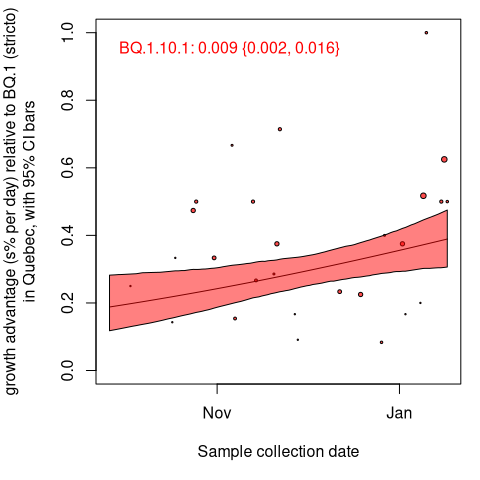 growth advantage (s% per day) relative to BQ.1 (stricto)
in Quebec, with 95% CI bars
BQ.1.10.1: 0.009 {0.002, 0.016}
1.0
0.8
0.6
0.4
0.2
0.0
Nov Jan
Sample collection date